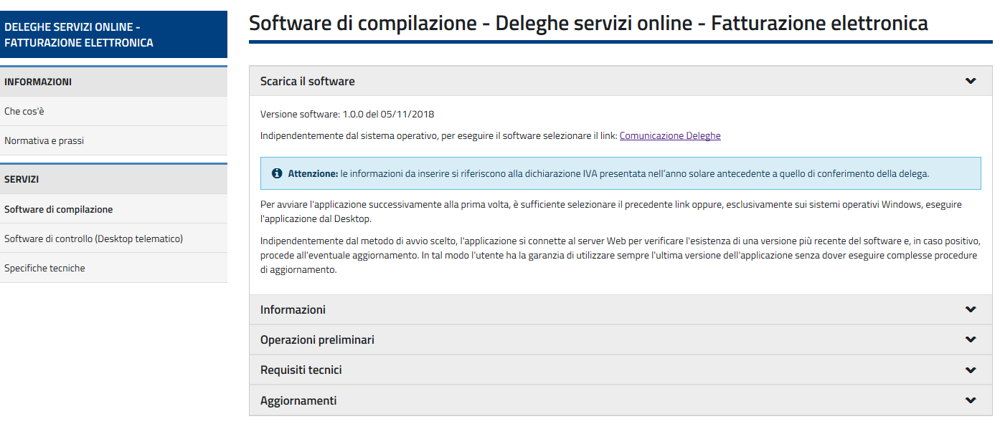 DELEGHE SERVIZI ONLINE -
FATTURAZIONE ELETTRONICA
INFORMAZIONI
Che cos'è
Normativa e prassi
SERVIZI
Software di compilazione
Software di controllo (Desktop telematico)
Specifiche tecniche
Software di compilazione - Deleghe servizi online - Fatturazione elettronica
Scarica il software
Versione software: 1.0.0 del 05/11/2018
Indipendentemente dal sistema operativo, per eseguire il software selezionare il link: Comunicazione Deleghe
Attenzione: le informazioni da inserire si riferiscono alla dichiarazione IVA presentata nell’anno solare antecedente a quello di conferimento della delega.
Per avviare l'applicazione successivamente alla prima volta, è sufficiente selezionare il precedente link oppure, esclusivamente sui sistemi operativi Windows, eseguire
l'applicazione dal Desktop.
Indipendentemente dal metodo di avvio scelto, l'applicazione si connette al server Web per verificare l'esistenza di una versione più recente del software e, in caso positivo,
procede all'eventuale aggiornamento. In tal modo l'utente ha la garanzia di utilizzare sempre l'ultima versione dell'applicazione senza dover eseguire complesse procedure
di aggiornamento.
Informazioni
Operazioni preliminari
Requisiti tecnici
Aggiornamenti